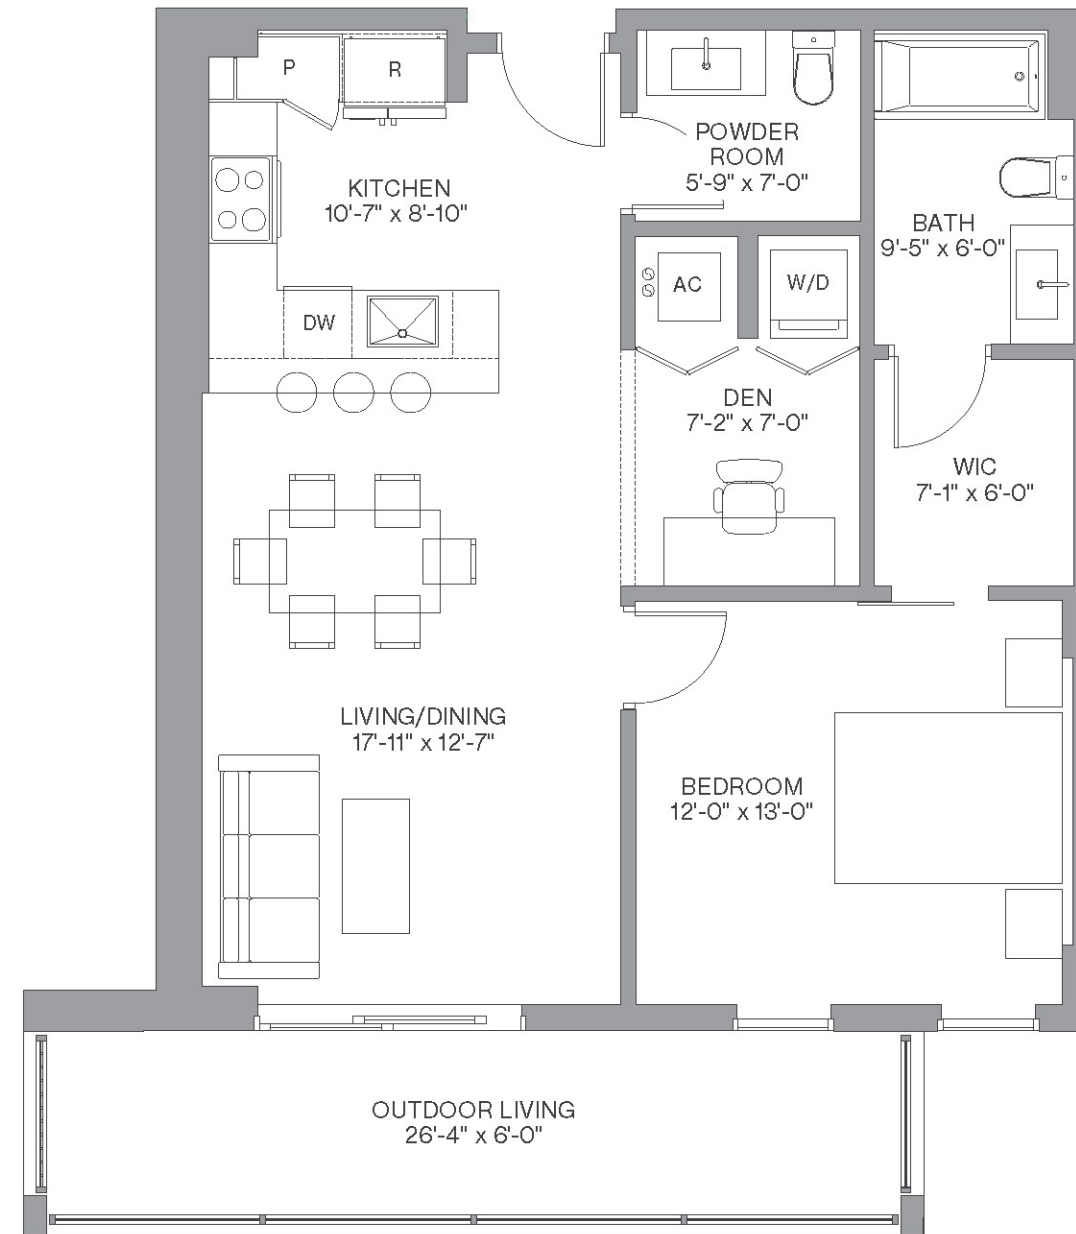 P
R
KITCHEN
10'-7" x 8'-10"
POWDER
ROOM
5'-9" x 7'-0"
BATH
9'-5" x 6'-0"
AC
W/D
DW
DEN
7'-2" x 7'-0"
WIC
7'-1" x 6'-0"
LIVING/DINING
17'-11" x 12'-7"
BEDROOM
12'-0" x 13'-0"
OUTDOOR LIVING
26'-4" x 6'-0"